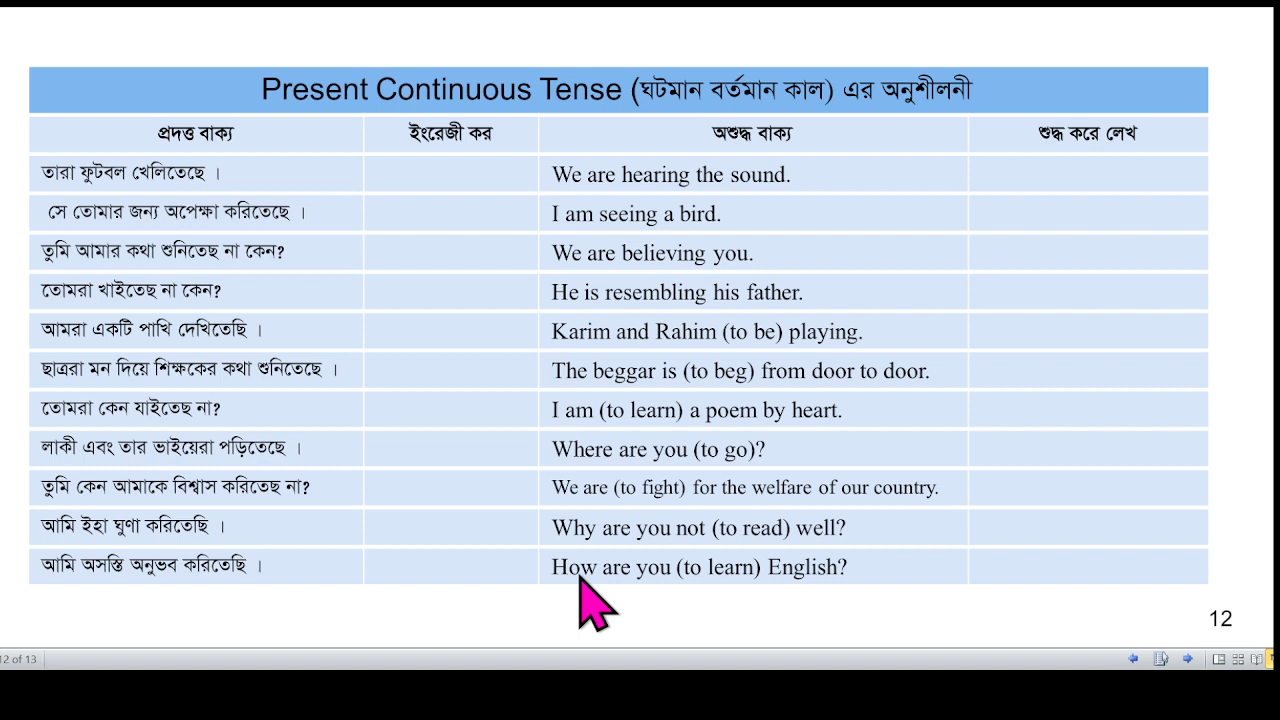 Present Continuous Tense (ঘটমান বর্তমান কাল) এর অনুশীলনী
প্রদত্ত বাক্য ইংরেজী কর অশুদ্ধ বাক্য শুদ্ধ করে লেখ
তারা ফুটবল খেলিতেছে । We are hearing the sound.
সে তোমার জন্য অপেক্ষা করিতেছে । I am seeing a bird.
তুমি আমার কথা শুনিতেছ না কেন? We are believing you.
তোমরা খাইতেছ না কেন? He is resembling his father.
আমরা একটি পাখি দেখিতেছি । Karim and Rahim (to be) playing.
ছাত্ররা মন দিয়ে শিক্ষকের কথা শুনিতেছে । The beggar is (to beg) from door to door.
তোমরা কেন যাইতেছ না? I am (to learn) a poem by heart.
লাকী এবং তার ভাইয়েরা পড়িতেছে । Where are you (to go)?
তুমি কেন আমাকে বিশ্বাস করিতেছ না? We are (to fight) for the welfare of our country.
আমি ইহা ঘুণা করিতেছি । Why are you not (to read) well?
আমি অসস্তি অনুভব করিতেছি । How are you (to learn) English?
12
12 of 13